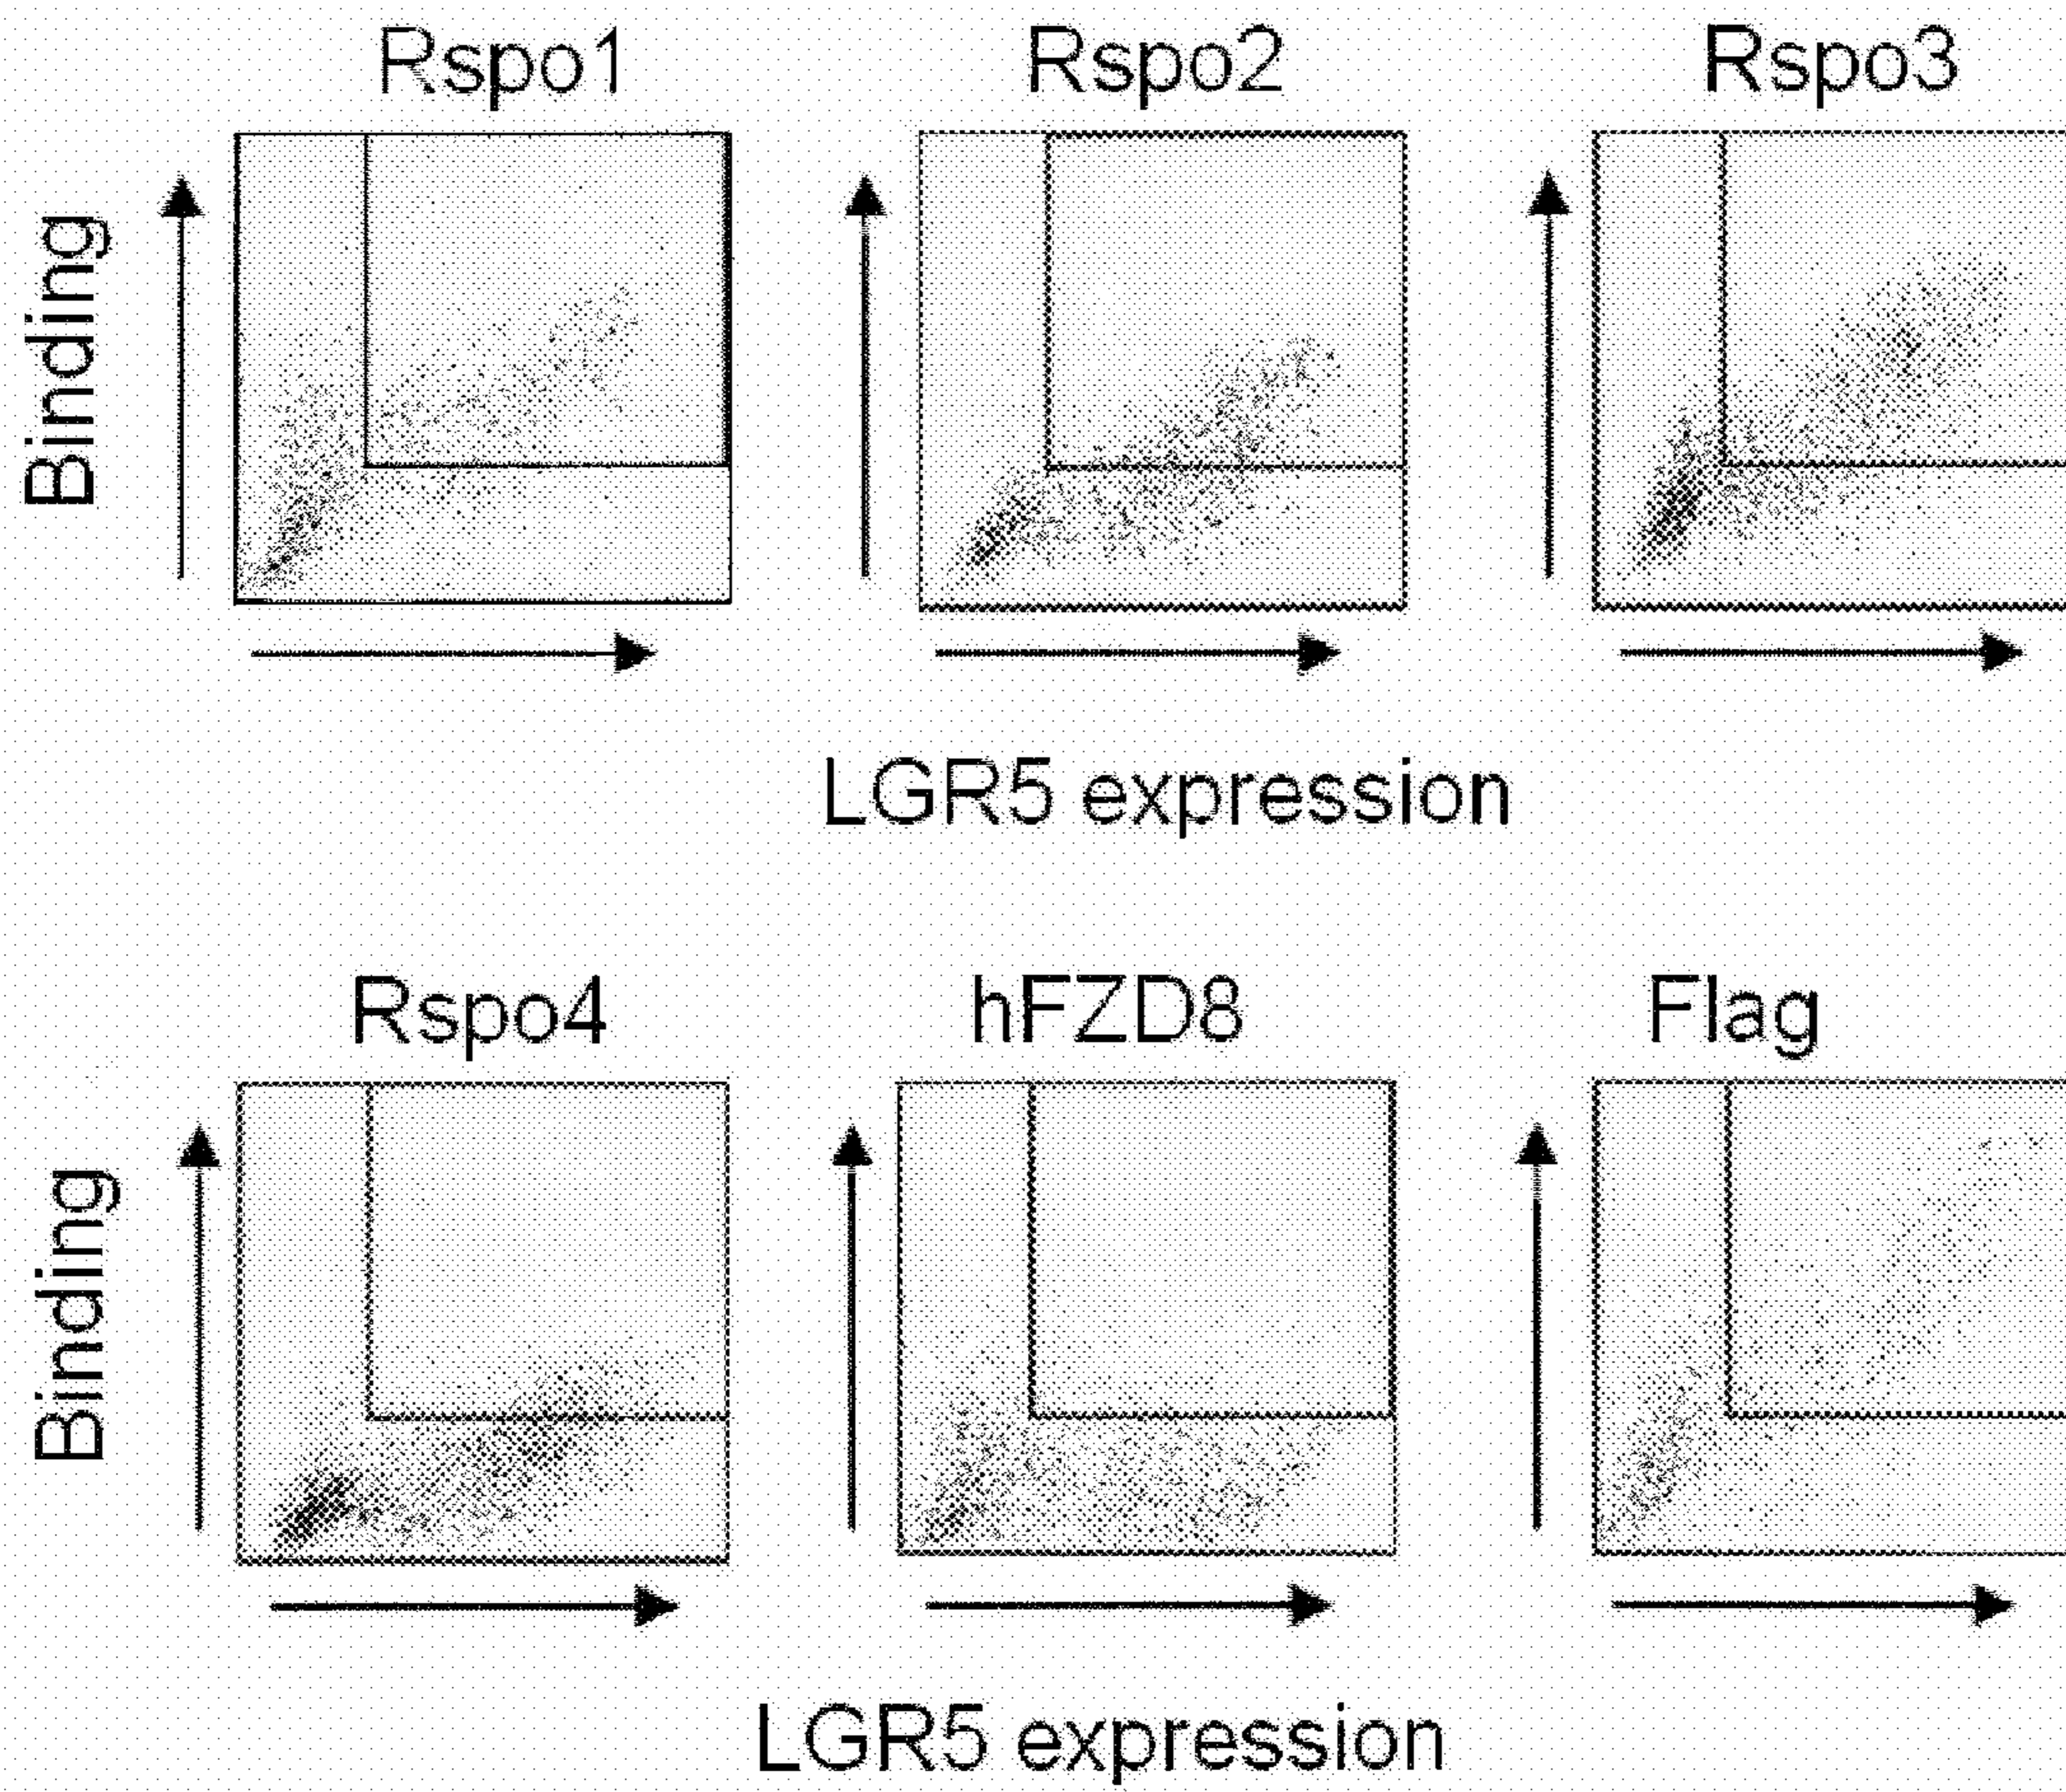 Rspo1 Rspo2 Rspo3
Binding
LGR5 expression
Rspo4 hFZD8 Flag
Binding
LGR5 expression